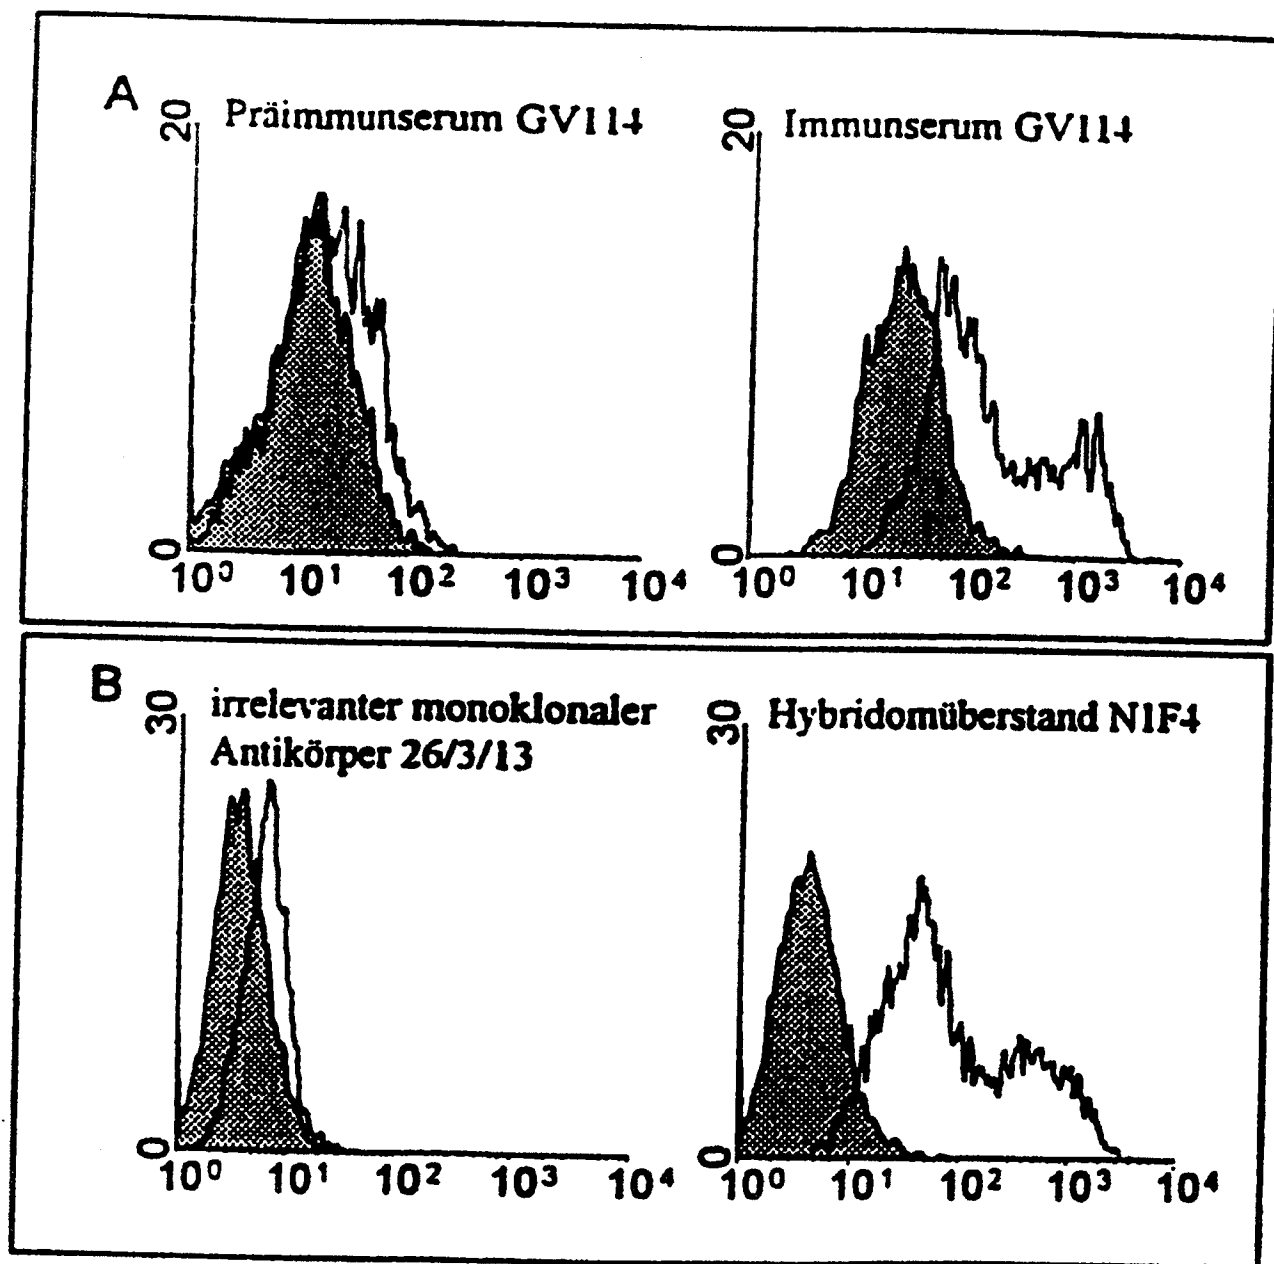 A
20 Präimmunserum GV114
0
10⁰ 10¹ 10² 10³ 10⁴
20 Immunserum GV114
0
10⁰ 10¹ 10² 10³ 10⁴
B
30 irrelevanter monoklonaler
Antikörper 26/3/13
0
10⁰ 10¹ 10² 10³ 10⁴
30 Hybridomüberstand N1F4
0
10⁰ 10¹ 10² 10³ 10⁴